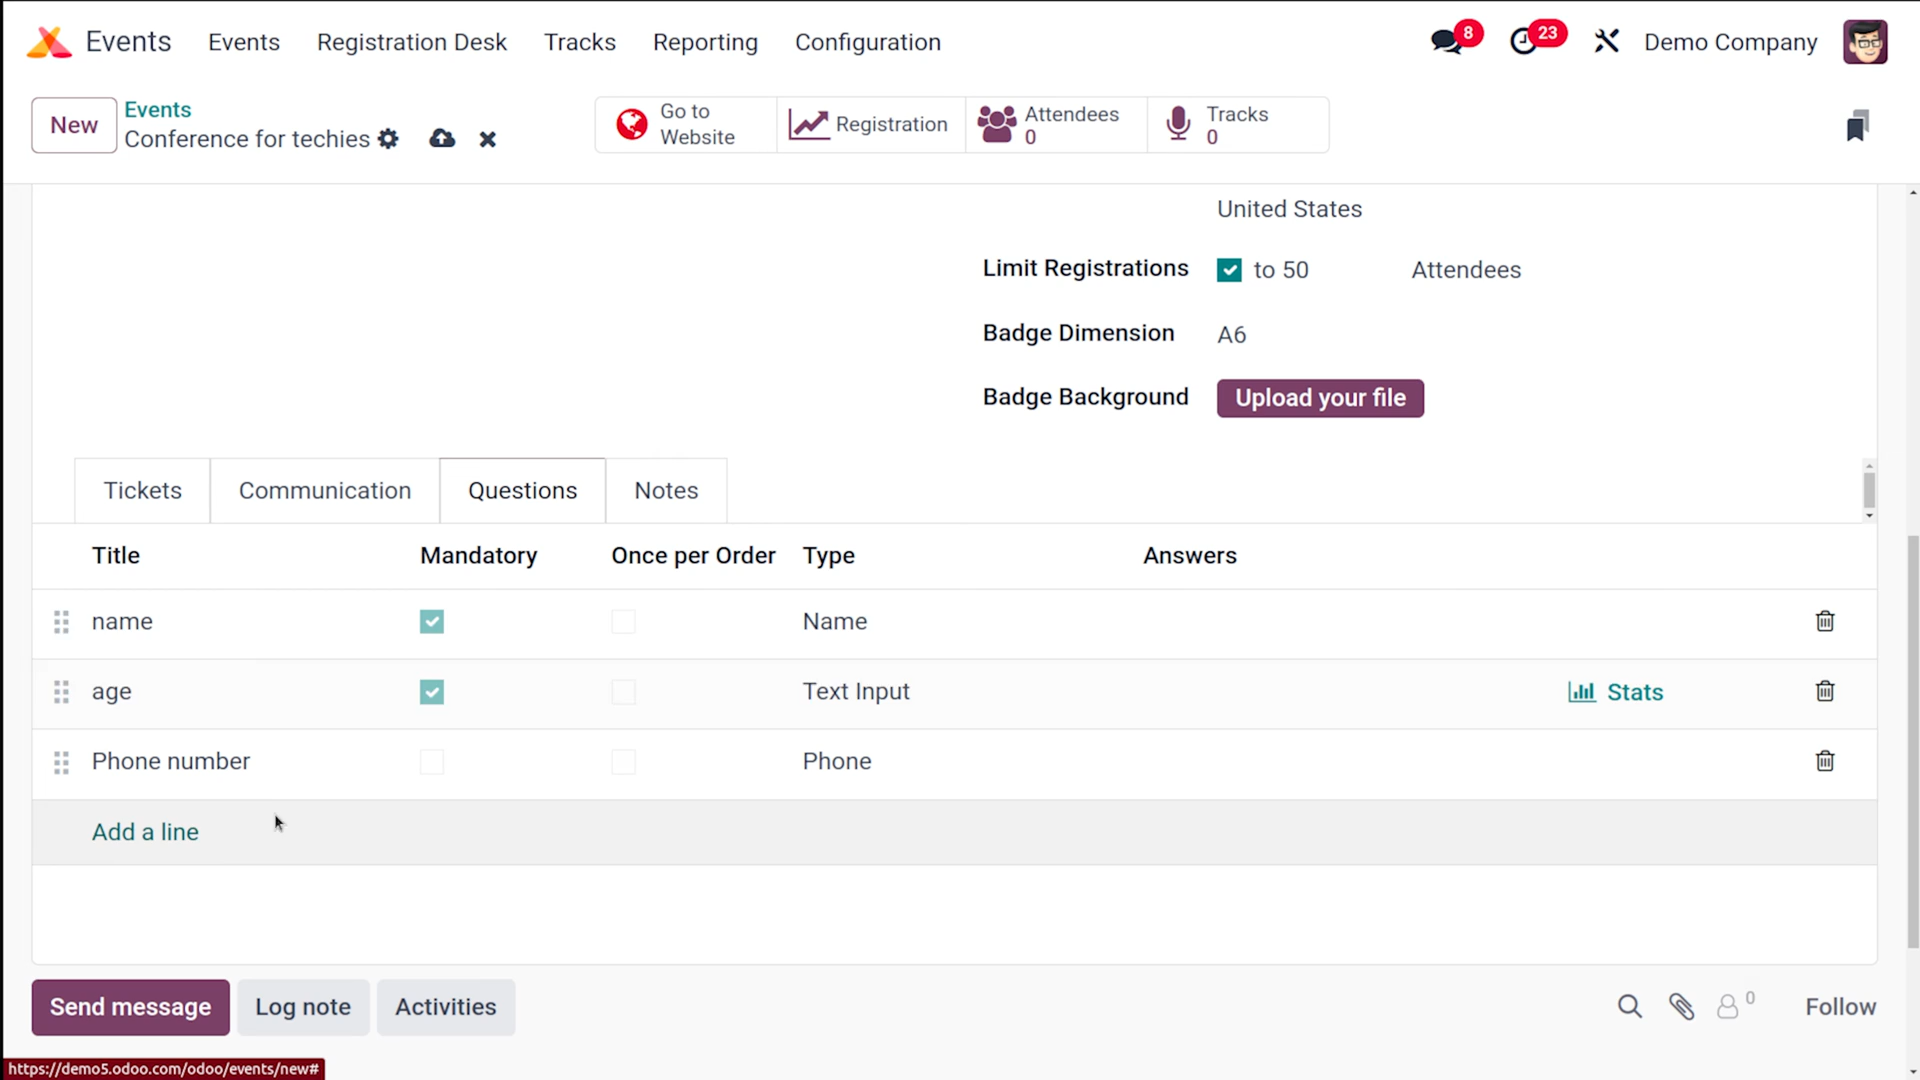 Events Events Registration Desk Tracks Reporting Configuration 8 23 Demo Company
New
Events
Conference for techies
Go to
Website
Registration
Attendees
0
Tracks
0
United States
Limit Registrations to 50 Attendees
Badge Dimension A6
Badge Background Upload your file
Tickets Communication Questions Notes
Title Mandatory Once per Order Type Answers
name Name
age Text Input Stats
Phone number Phone
Add a line
Send message Log note Activities 0 Follow
https://demo5.odoo.com/odoo/events/new#